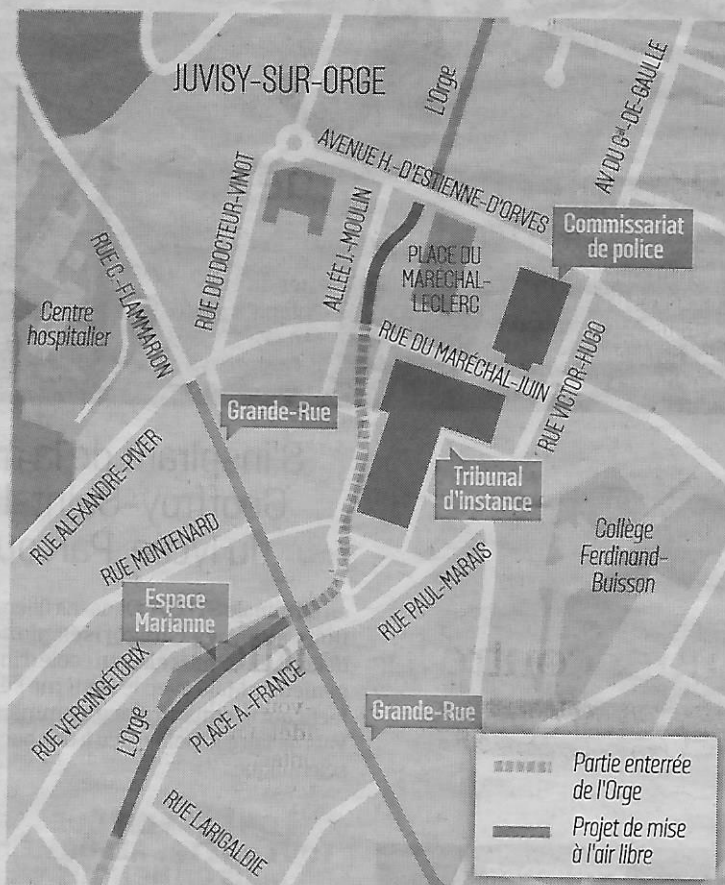 JUVISY-SUR-ORGE
L'Orge
AV DU Gal-DE-GAULLE
AVENUE H.-D'ESTIENNE-D'ORVES
RUE DU DOCTEUR-VINOT
ALLÉE J.-MOULIN
Commissariat
de police
PLACE DU
MARÉCHAL-
LECLERC
RUE C.-FLAMMARION
Centre
hospitalier
RUE DU MARÉCHAL-JUIN
RUE VICTOR-HUGO
Grande-Rue
Tribunal
d'instance
RUE ALEXANDRE-PIVER
RUE MONTENARD
Collège
Ferdinand-
Buisson
Espace
Marianne
RUE PAUL-MARAIS
RUE VERCINGÉTORIX
L'Orge
PLACE A.-FRANCE
Grande-Rue
RUE LARIGALDIE
Partie enterrée
de l'Orge
Projet de mise
à l'air libre